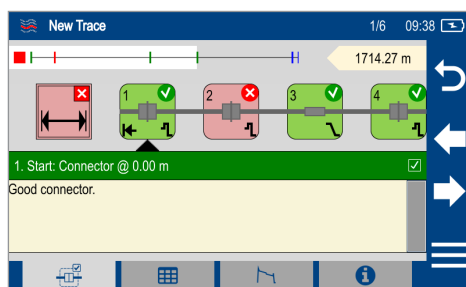 New Trace 1/6 09:38
1714.27 m
1 2 3 4
1. Start: Connector @ 0.00 m
Good connector.